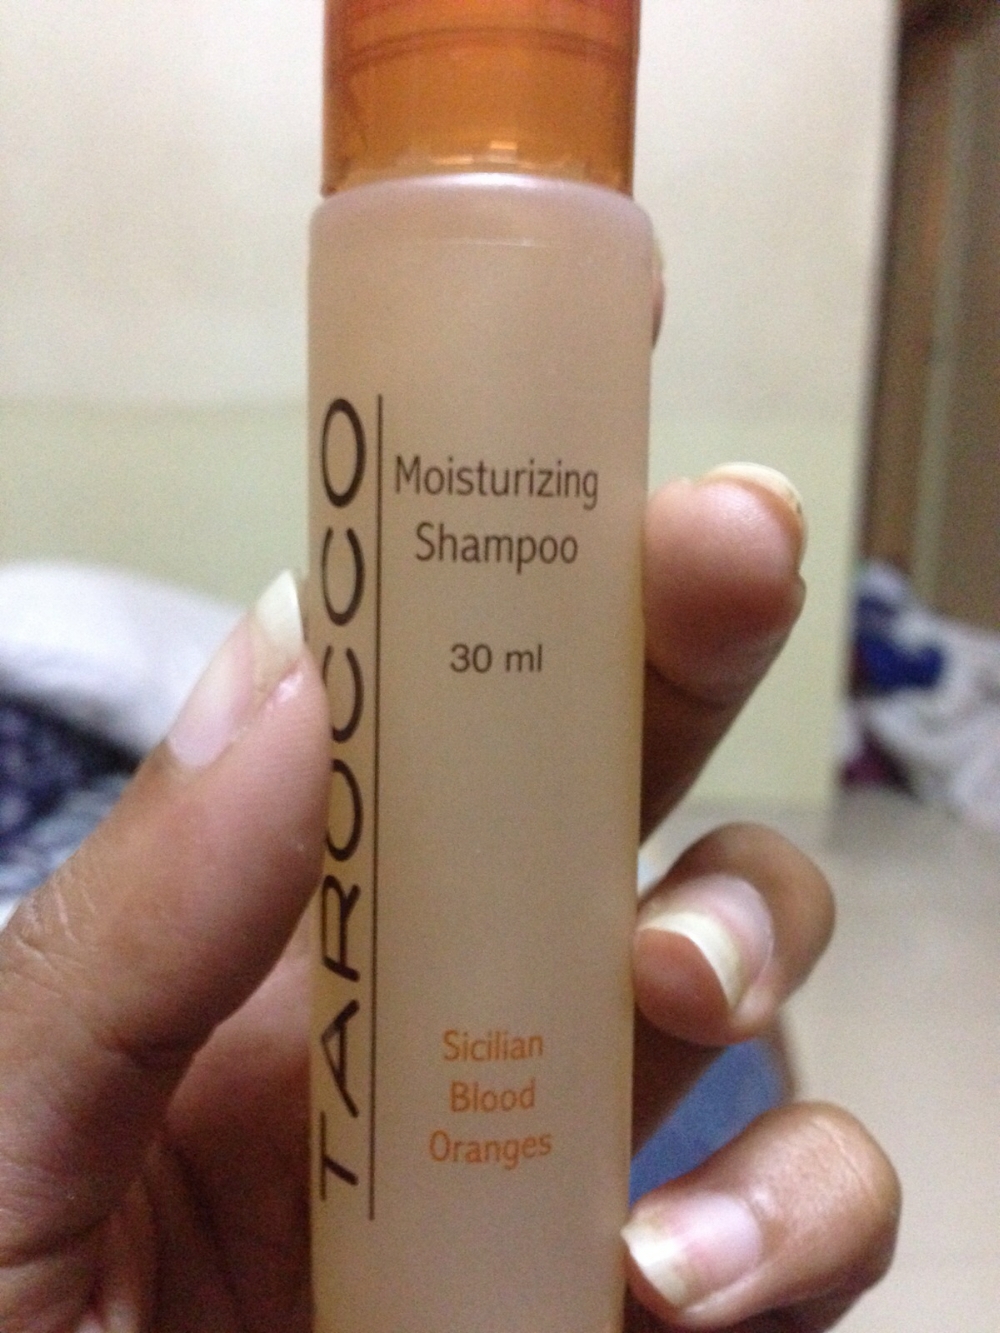 TAROCCO
Moisturizing
Shampoo
30 ml
Sicilian
Blood
Oranges